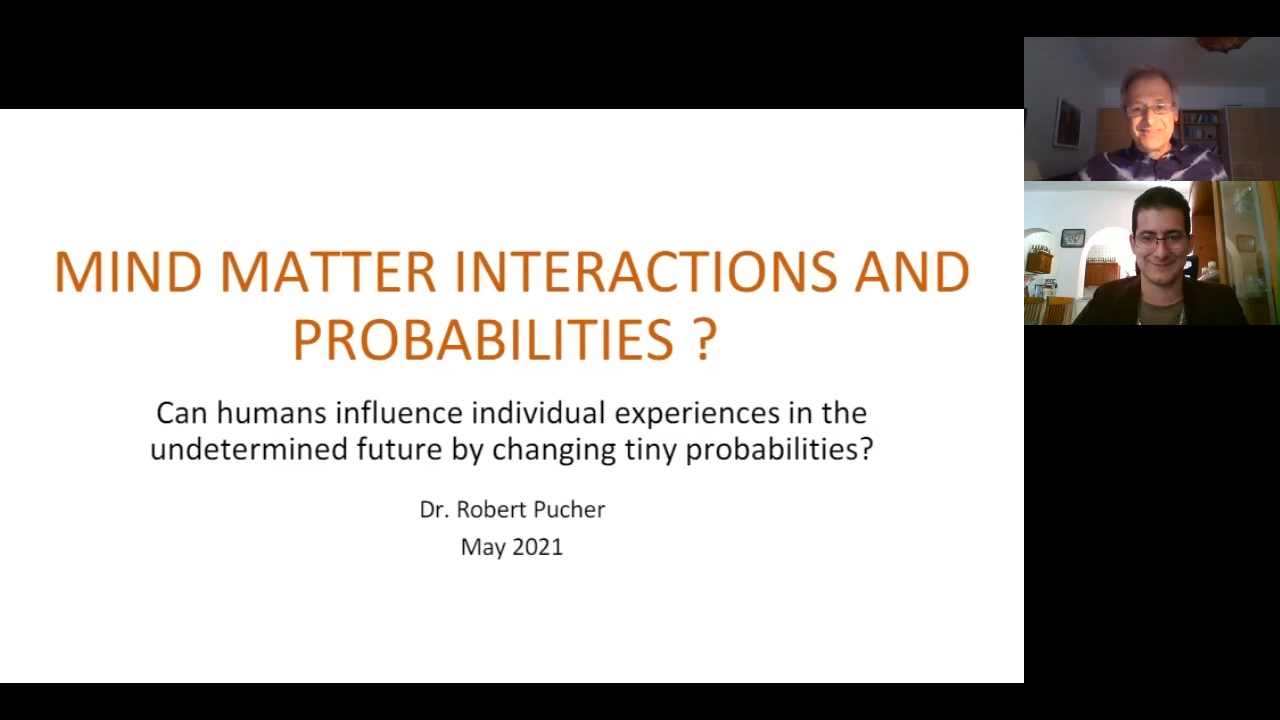 MIND MATTER INTERACTIONS AND
PROBABILITIES ?
Can humans influence individual experiences in the
undetermined future by changing tiny probabilities?
Dr. Robert Pucher
May 2021